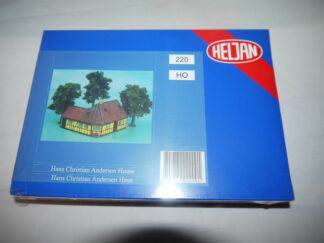 HELJAN
220
HO
Hans Christian Andersen House
Hans Christian Andersen Haus